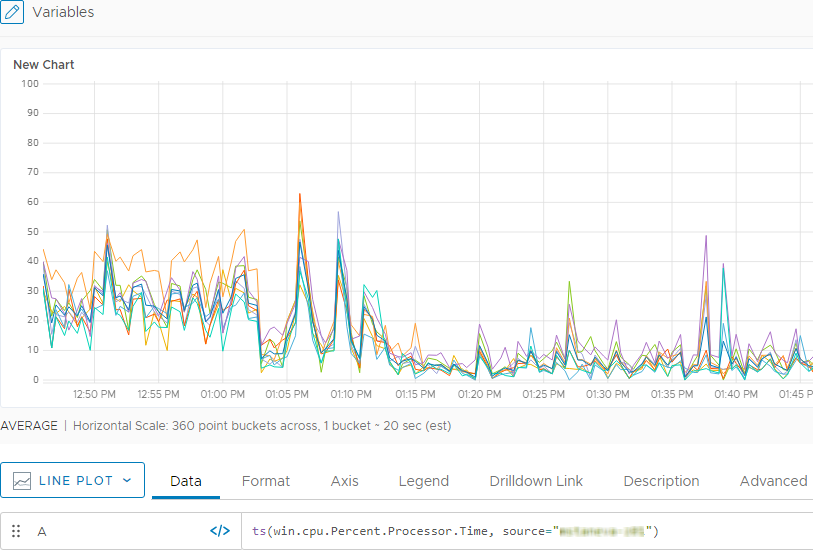 Variables
New Chart
100
90
80
70
60
50
40
30
20
10
0
12:50 PM 12:55 PM 01:00 PM 01:05 PM 01:10 PM 01:15 PM 01:20 PM 01:25 PM 01:30 PM 01:35 PM 01:40 PM 01:45 P
AVERAGE | Horizontal Scale: 360 point buckets across, 1 bucket ~ 20 sec (est)
LINE PLOT Data Format Axis Legend Drilldown Link Description Advanced
A </> ts(win.cpu.Percent.Processor.Time, source="")